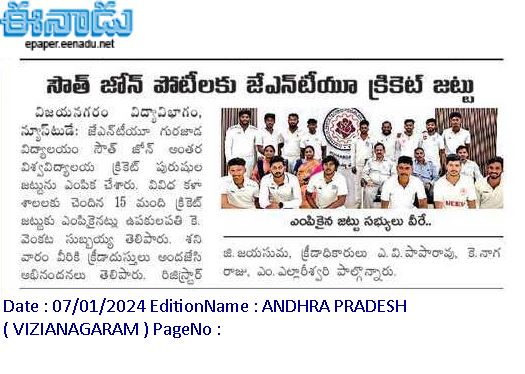 ఈనాడు
epaper.eenadu.net
సౌత్ జోన్ పోటీలకు జేఎన్‌టీయూ క్రికెట్ జట్టు
విజయనగరం విద్యావిభాగం,
న్యూస్‌టుడే: జేఎన్‌టీయూ గురజాడ
విద్యాలయం సౌత్ జోన్ అంతర
విశ్వవిద్యాలయ క్రికెట్ పురుషుల
జట్టును ఎంపిక చేశారు. వివిధ కళా
శాలలకు చెందిన 15 మంది క్రికెట్
జట్టుకు ఎంపికైనట్లు ఉపకులపతి కె.
వెంకట సుబ్బయ్య తెలిపారు. శని
వారం వీరికి క్రీడాదుస్తులు అందజేసి
అభినందనలు తెలిపారు. రిజిస్ట్రార్
ఎంపికైన జట్టు సభ్యులు వీరే..
జి.జయసుమ, క్రీడాధికారులు ఎ.వి.పాపారావు, కె.నాగ
రాజు, ఎం.ఎల్లారీశ్వరి పాల్గొన్నారు.
Date : 07/01/2024 EditionName : ANDHRA PRADESH
( VIZIANAGARAM ) PageNo :